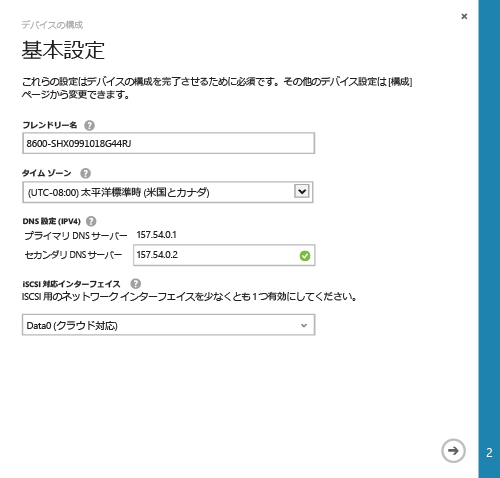 デバイスの構成
基本設定
これらの設定はデバイスの構成を完了させるために必須です。その他のデバイス設定は [構成]
ページから変更できます。
フレンドリー名
8600-SHX0991018G44RJ
タイム ゾーン
(UTC-08:00) 太平洋標準時 (米国とカナダ)
DNS 設定 (IPV4)
プライマリ DNS サーバー 157.54.0.1
セカンダリ DNS サーバー 157.54.0.2
iSCSI 対応インターフェイス
ISCSI 用のネットワーク インターフェイスを少なくとも 1 つ有効にしてください。
Data0 (クラウド対応)
2